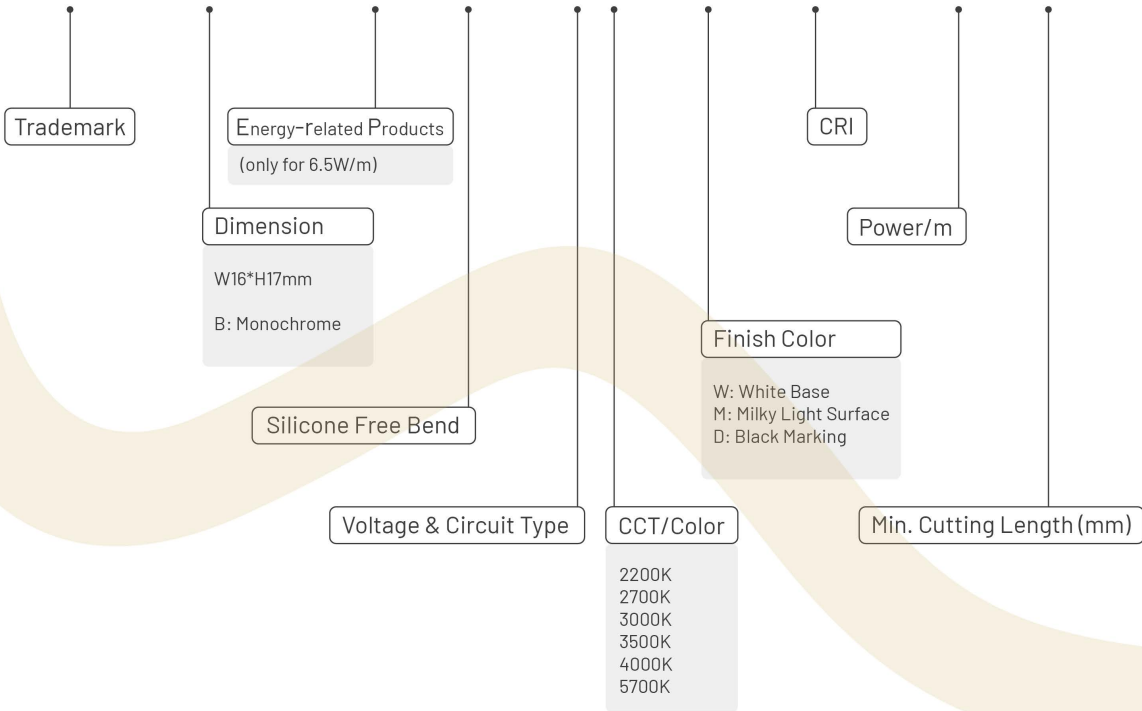 Trademark
Energy-related Products
(only for 6.5W/m)
CRI
Dimension
W16*H17mm
B: Monochrome
Power/m
Finish Color
W: White Base
M: Milky Light Surface
D: Black Marking
Silicone Free Bend
Voltage & Circuit Type
CCT/Color
2200K
2700K
3000K
3500K
4000K
5700K
Min. Cutting Length (mm)